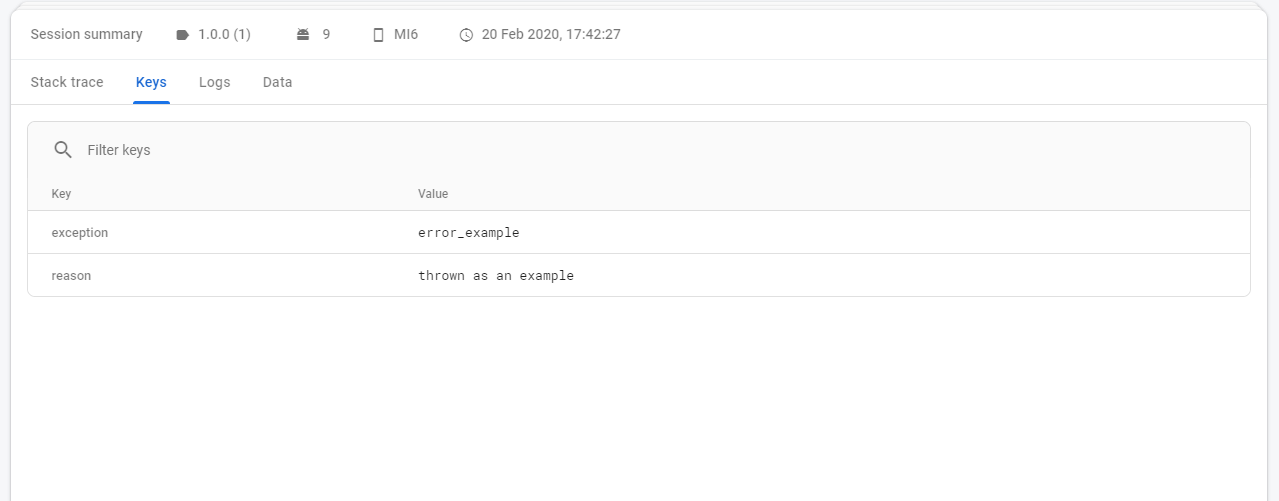 Session summary 1.0.0 (1) 9 MI6 20 Feb 2020, 17:42:27
Stack trace Keys Logs Data
Filter keys
Key Value
exception error_example
reason thrown as an example